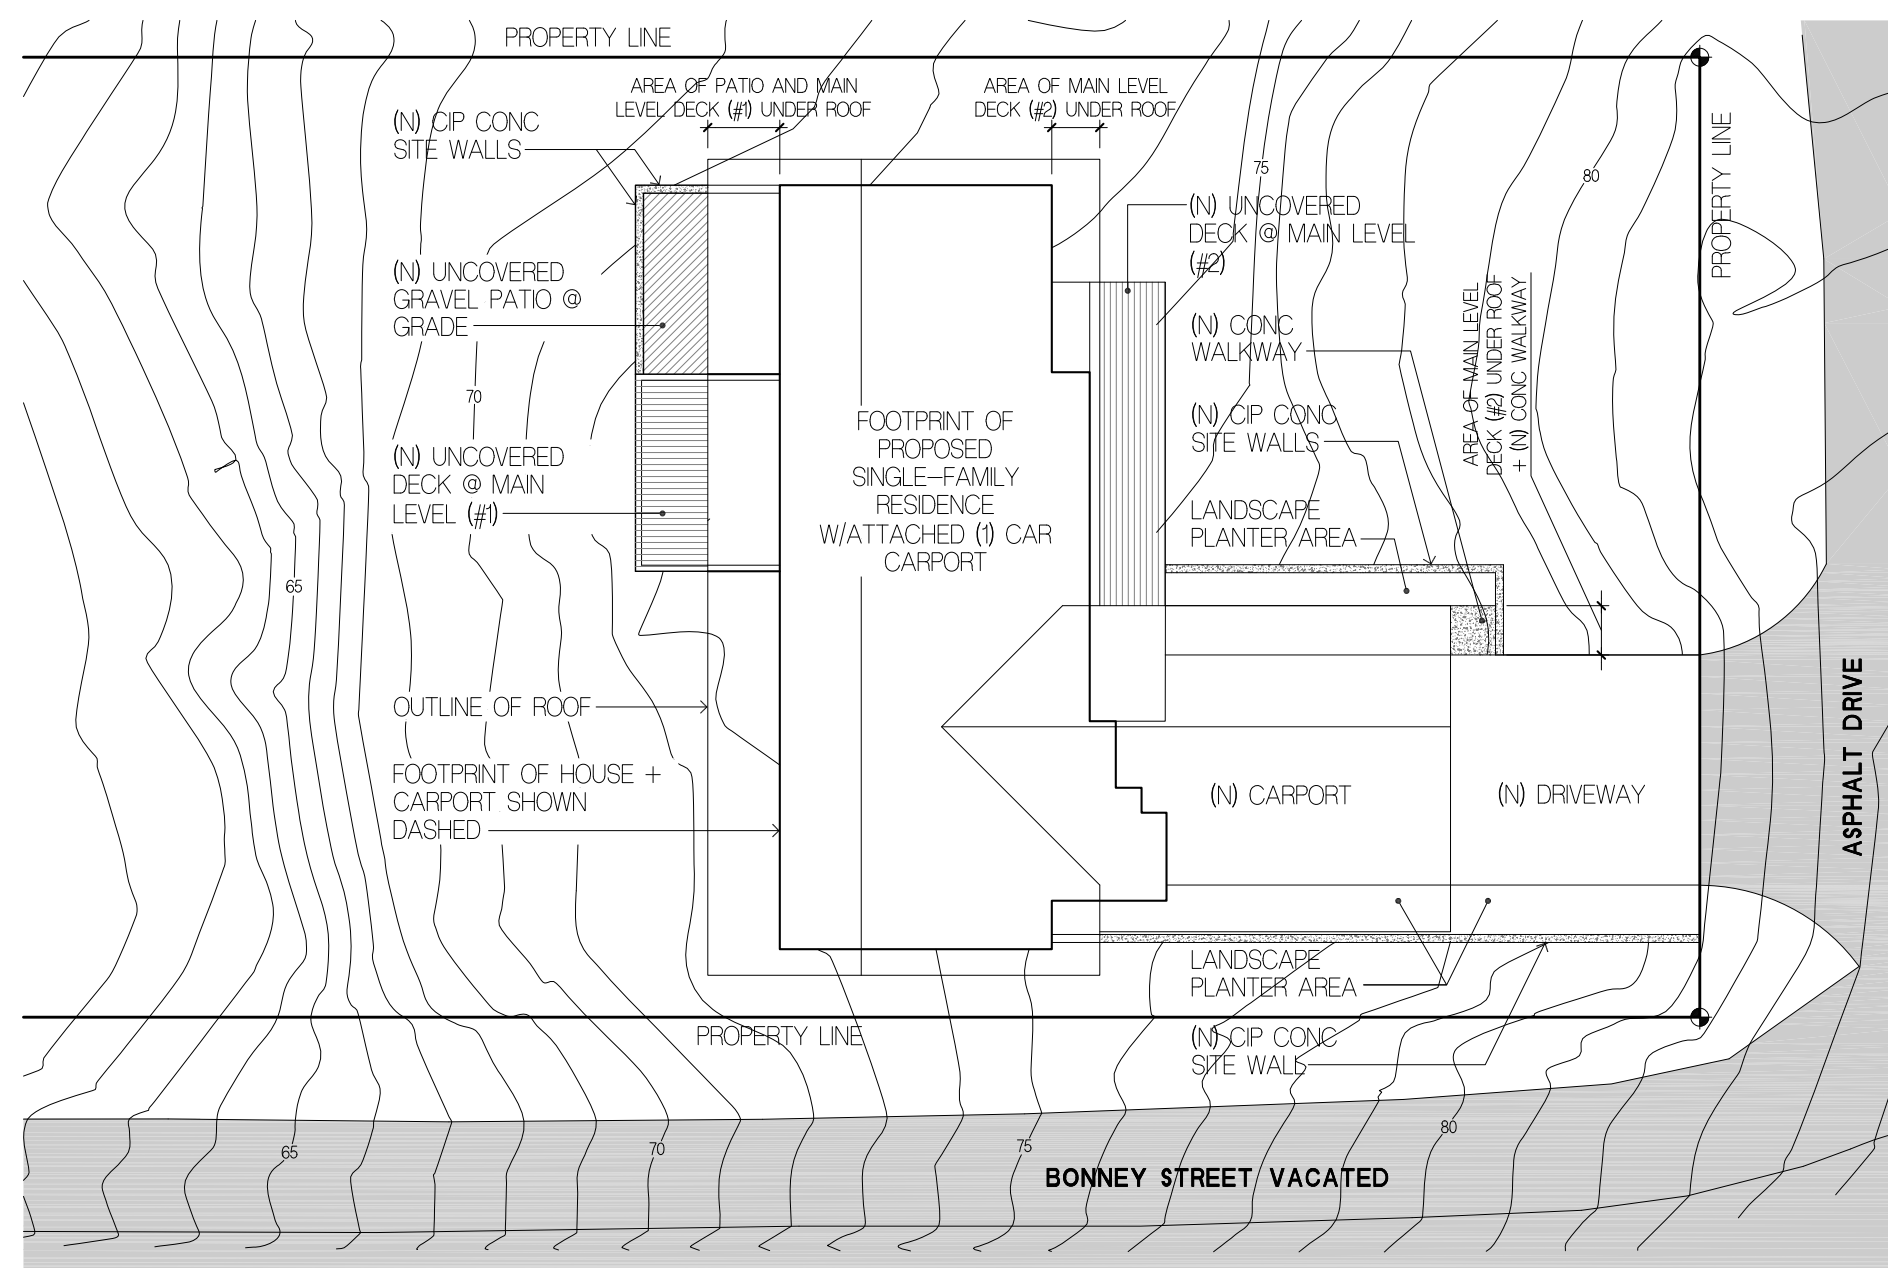 PROPERTY LINE
AREA OF PATIO AND MAIN
LEVEL DECK (#1) UNDER ROOF
AREA OF MAIN LEVEL
DECK (#2) UNDER ROOF
(N) CIP CONC
SITE WALLS
PROPERTY LINE
75
80
(N) UNCOVERED
DECK @ MAIN LEVEL
(#2)
(N) UNCOVERED
GRAVEL PATIO @
GRADE
(N) CONC
WALKWAY
AREA OF MAIN LEVEL
DECK (#2) UNDER ROOF
+ (N) CONC WALKWAY
70
(N) CIP CONC
SITE WALLS
FOOTPRINT OF
PROPOSED
SINGLE-FAMILY
RESIDENCE
W/ATTACHED (1) CAR
CARPORT
(N) UNCOVERED
DECK @ MAIN
LEVEL (#1)
LANDSCAPE
PLANTER AREA
65
OUTLINE OF ROOF
FOOTPRINT OF HOUSE +
CARPORT SHOWN
DASHED
(N) CARPORT
(N) DRIVEWAY
ASPHALT DRIVE
LANDSCAPE
PLANTER AREA
PROPERTY LINE
(N) CIP CONC
SITE WALL
65
70
75
80
BONNEY STREET VACATED